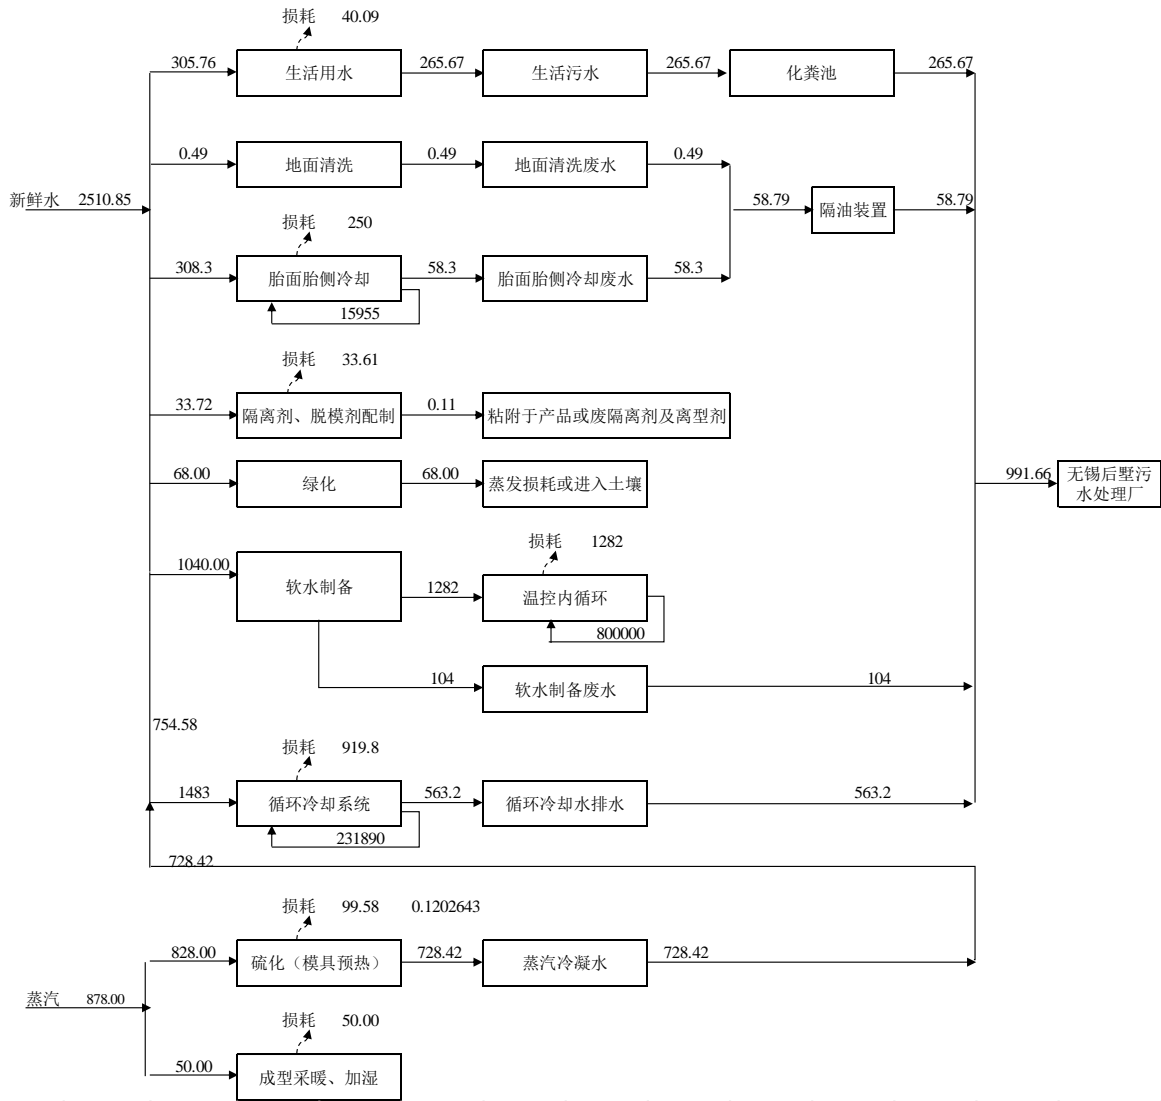 损耗 40.09
305.76 生活用水 265.67 生活污水 265.67 化粪池 265.67
0.49 地面清洗 0.49 地面清洗废水 0.49
新鲜水 2510.85
58.79 隔油装置 58.79
损耗 250
308.3 胎面胎侧冷却 58.3 胎面胎侧冷却废水 58.3
15955
损耗 33.61
33.72 隔离剂、脱模剂配制 0.11 粘附于产品或废隔离剂及离型剂
68.00 绿化 68.00 蒸发损耗或进入土壤
991.66 无锡后墅污
水处理厂
损耗 1282
1040.00 软水制备 1282 温控内循环
800000
104 软水制备废水 104
754.58
损耗 919.8
1483 循环冷却系统 563.2 循环冷却水排水 563.2
231890
728.42
损耗 99.58 0.1202643
828.00 硫化（模具预热） 728.42 蒸汽冷凝水 728.42
蒸汽 878.00
损耗 50.00
50.00 成型采暖、加湿